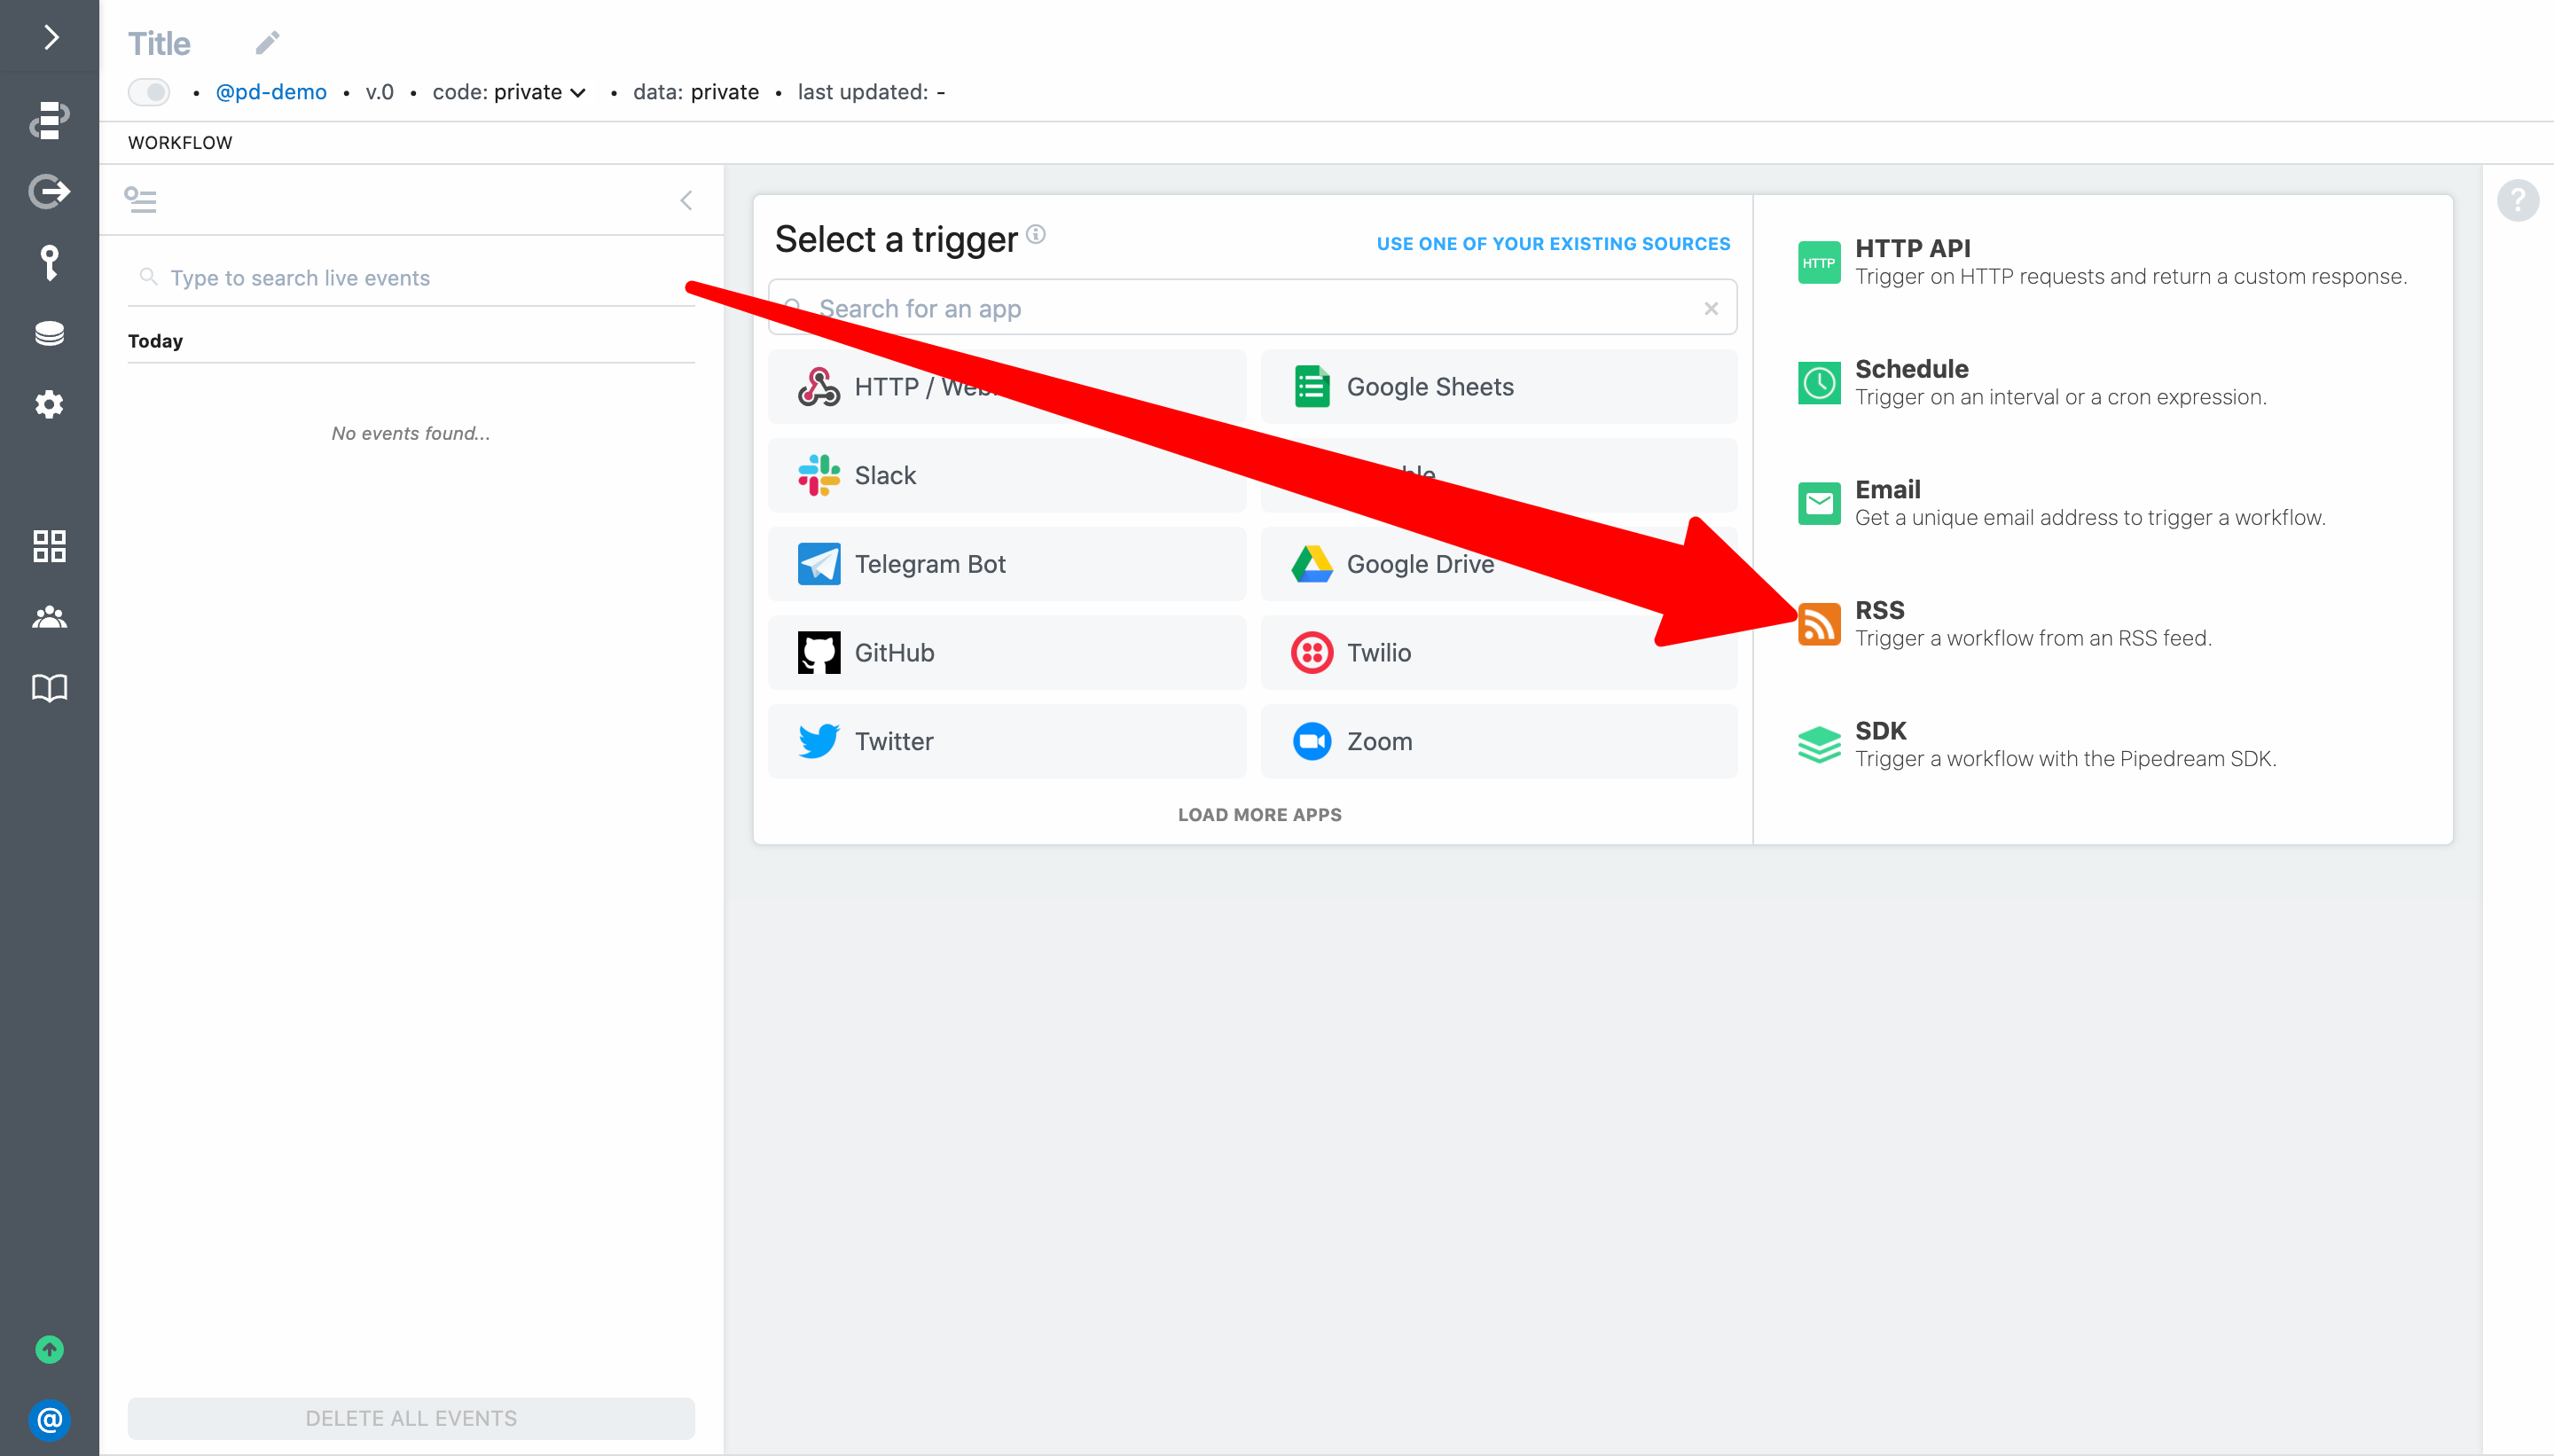 Title
• @pd-demo • v.0 • code: private • data: private • last updated: -
WORKFLOW
Type to search live events
Today
No events found...
DELETE ALL EVENTS
Select a trigger
USE ONE OF YOUR EXISTING SOURCES
Search for an app
HTTP /
Google Sheets
Slack
Telegram Bot
Google Drive
GitHub
Twilio
Twitter
Zoom
LOAD MORE APPS
HTTP
HTTP API
Trigger on HTTP requests and return a custom response.
Schedule
Trigger on an interval or a cron expression.
Email
Get a unique email address to trigger a workflow.
RSS
Trigger a workflow from an RSS feed.
SDK
Trigger a workflow with the Pipedream SDK.
?
@